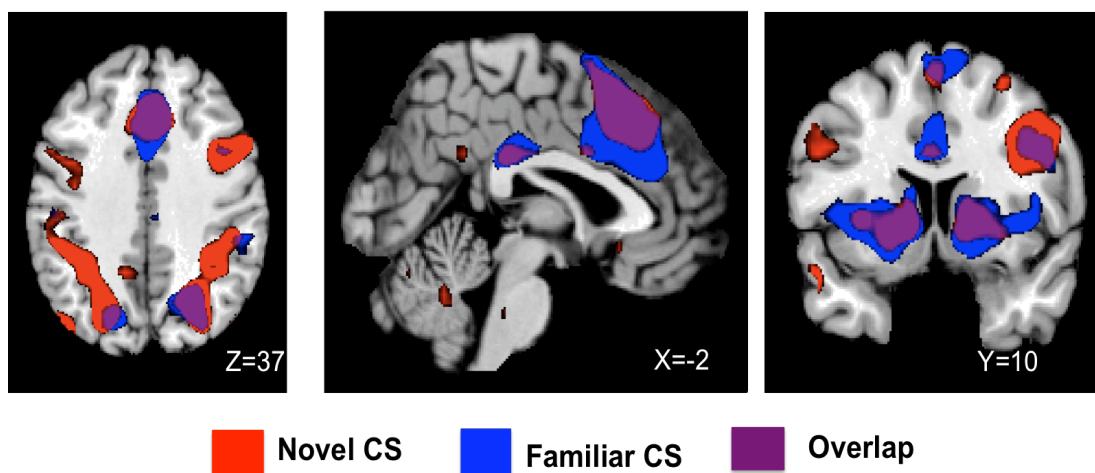 Z=37
X=-2
Y=10
Novel CS
Familiar CS
Overlap